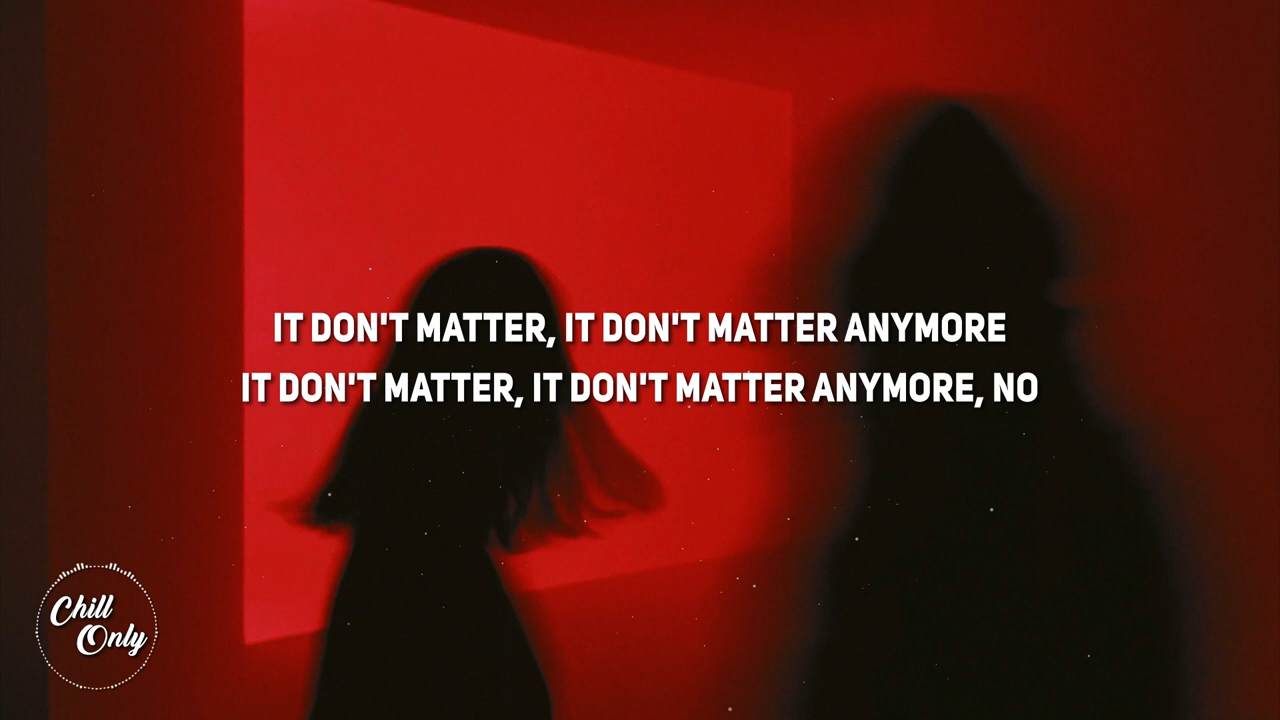 IT DON'T MATTER, IT DON'T MATTER ANYMORE
IT DON'T MATTER, IT DON'T MATTER ANYMORE, NO
Chill
Only